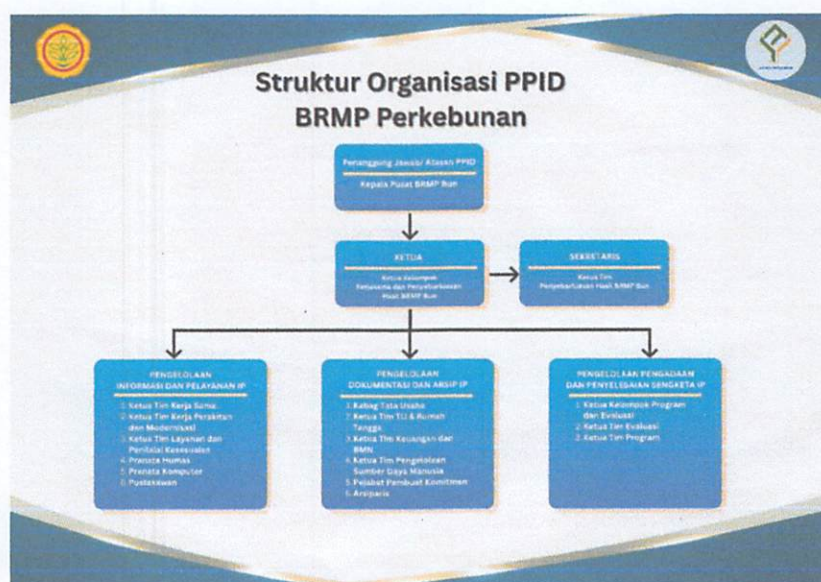 Struktur Organisasi PPID
BRMP Perkebunan
Penanggung Jawab/ Atasan PPID
Kepala Pusat BRMP Bun
KETUA
Ketua Kelompok
Kerjasama dan Penyebarluasan
Hasil BRMP Bun
SEKRETARIS
Ketua Tim
Penyebarluasan Hasil BRMP Bun
PENGELOLAAN
INFORMASI DAN PELAYANAN IP
1. Ketua Tim Kerja Sama
2. Ketua Tim Kerja Perakitan
dan Modernisasi
3. Ketua Tim Layanan dan
Penilaian Kesesuaian
4. Pranata Humas
5. Pranata Komputer
6. Pustakawan
PENGELOLAAN
DOKUMENTASI DAN ARSIP IP
1. Kabag Tata Usaha
2. Ketua Tim TU & Rumah
Tangga
3. Ketua Tim Keuangan dan
BMN
4. Ketua Tim Pengelolaan
Sumber Daya Manusia
5. Pejabat Pembuat Komitmen
6. Arsiparis
PENGELOLAAN PENGADAAN
DAN PENYELESAIAN SENGKETA IP
1. Ketua Kelompok Program
dan Evaluasi
2. Ketua Tim Evaluasi
3. Ketua Tim Program